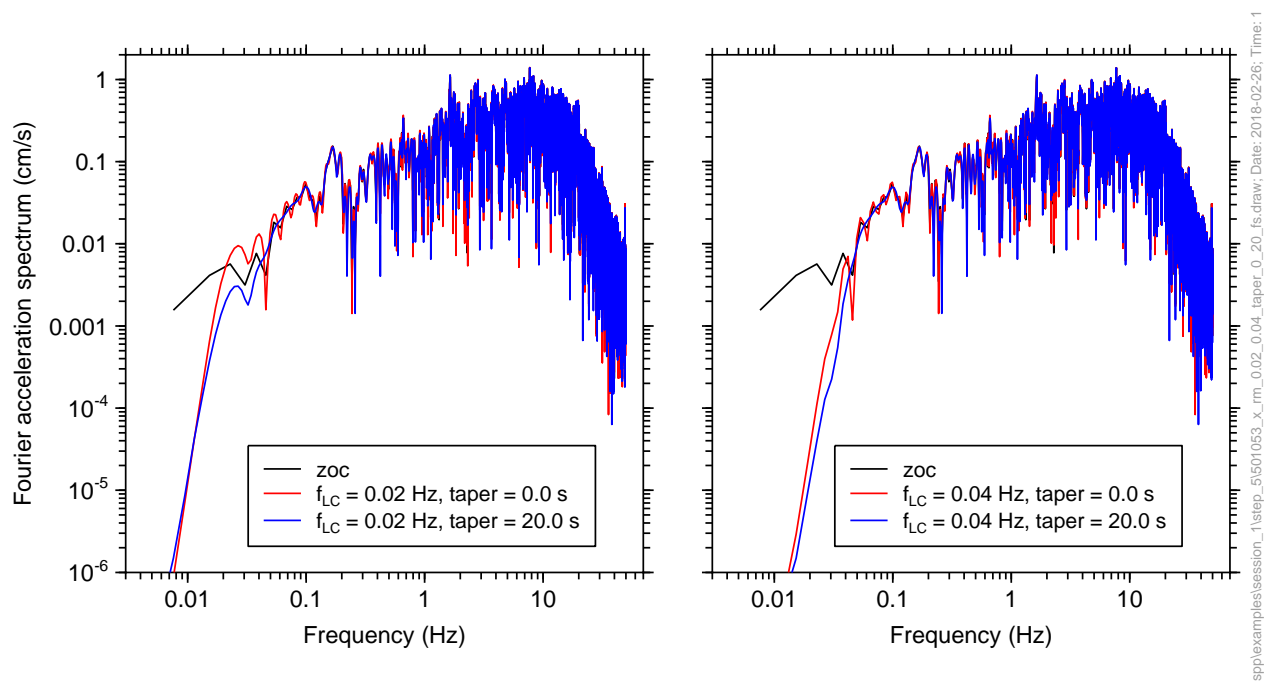 Fourier acceleration spectrum (cm/s)
1
0.1
0.01
0.001
10-4
10-5
10-6
0.01 0.1 1 10
Frequency (Hz)
zoc
fLC = 0.02 Hz, taper = 0.0 s
fLC = 0.02 Hz, taper = 20.0 s
0.01 0.1 1 10
Frequency (Hz)
zoc
fLC = 0.04 Hz, taper = 0.0 s
fLC = 0.04 Hz, taper = 20.0 s
spp\examples\session_1\step_5\501053_x_rm_0.02_0.04_taper_0_20_fs.draw; Date: 2018-02-26; Time: 1